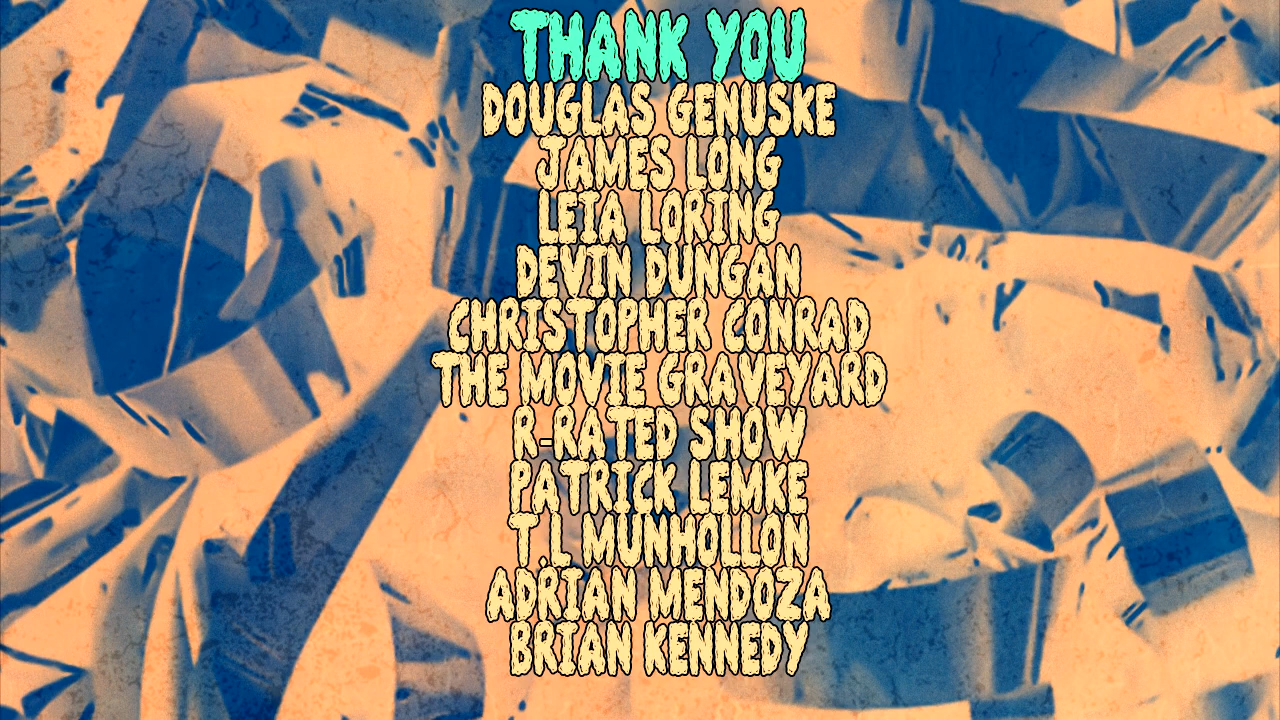 THANK YOU
DOUGLAS GENUSKE
JAMES LONG
LEIA LORING
DEVIN DUNGAN
CHRISTOPHER CONRAD
THE MOVIE GRAVEYARD
R-RATED SHOW
PATRICK LEMKE
T.L MUNHOLLON
ADRIAN MENDOZA
BRIAN KENNEDY